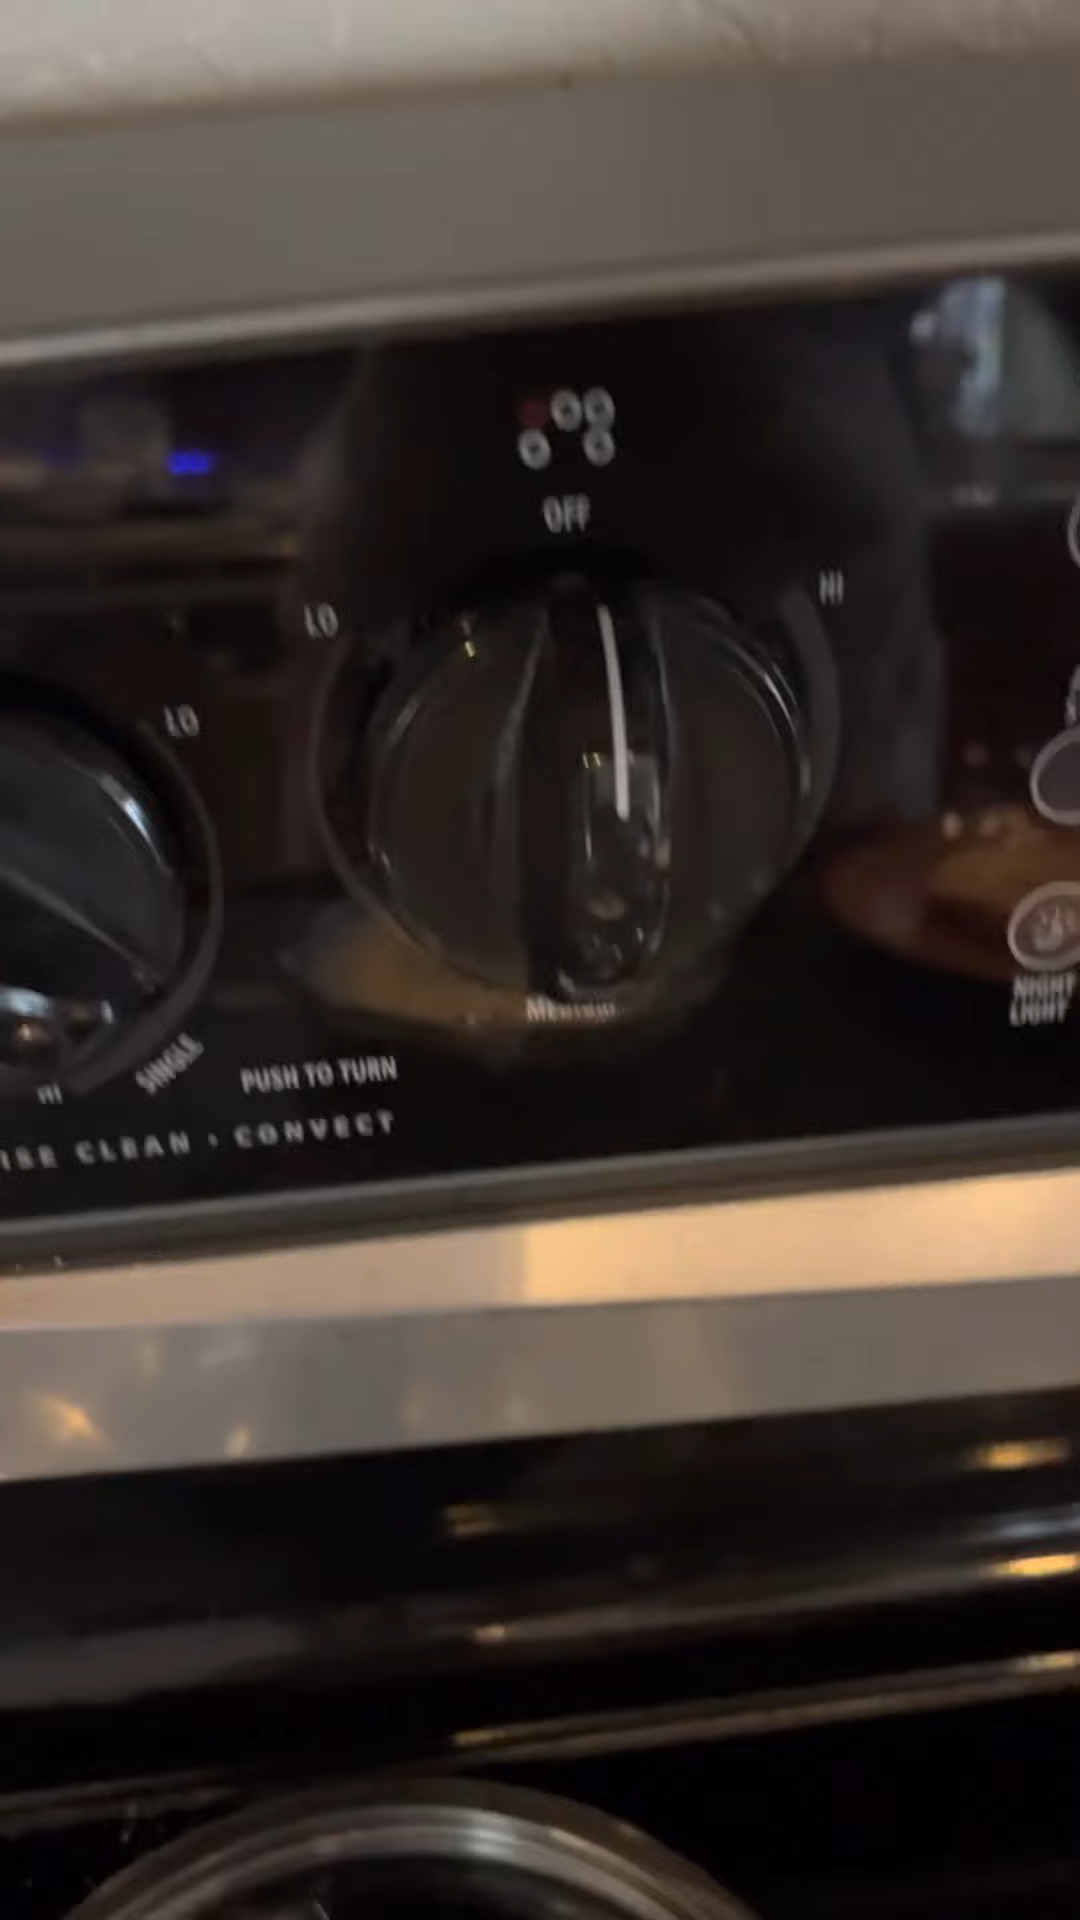 OFF
LO
HI
LO
NIGHT
LIGHT
HI
SINGLE
PUSH TO TURN
CLEAN • CONVECT